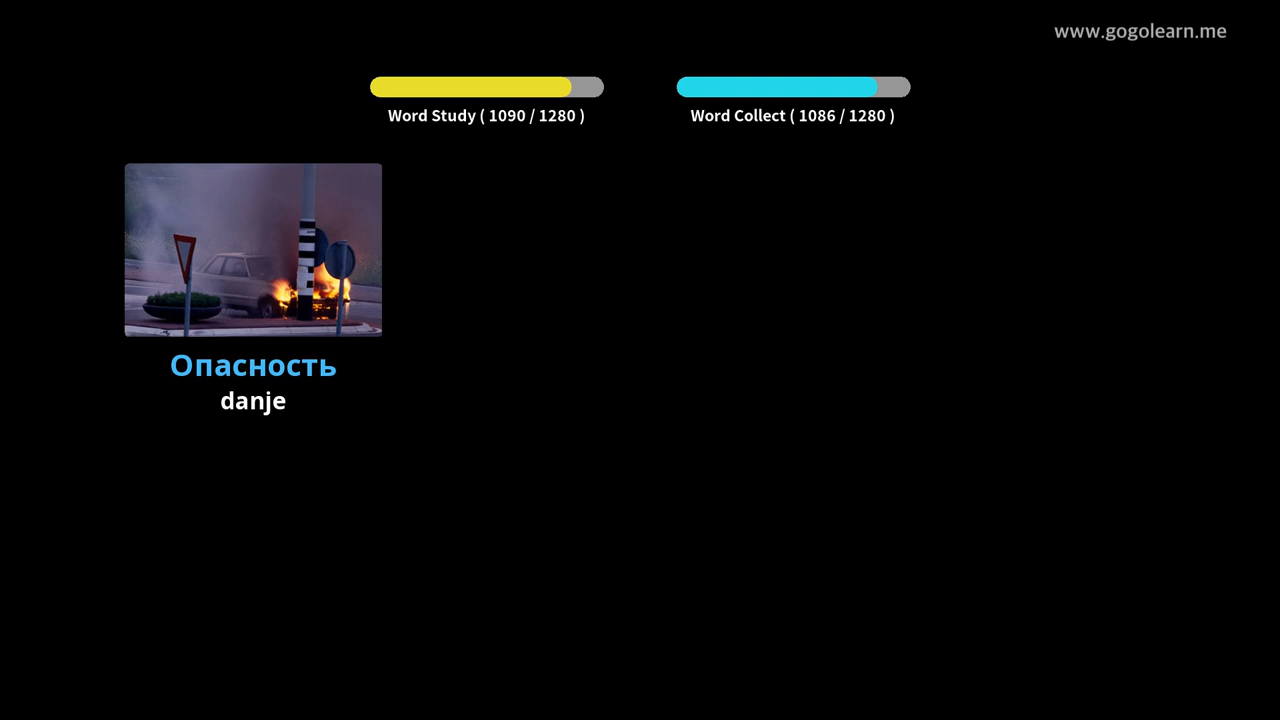 www.gogolearn.me
Word Study ( 1090 / 1280 )
Word Collect ( 1086 / 1280 )
Опасность
danje